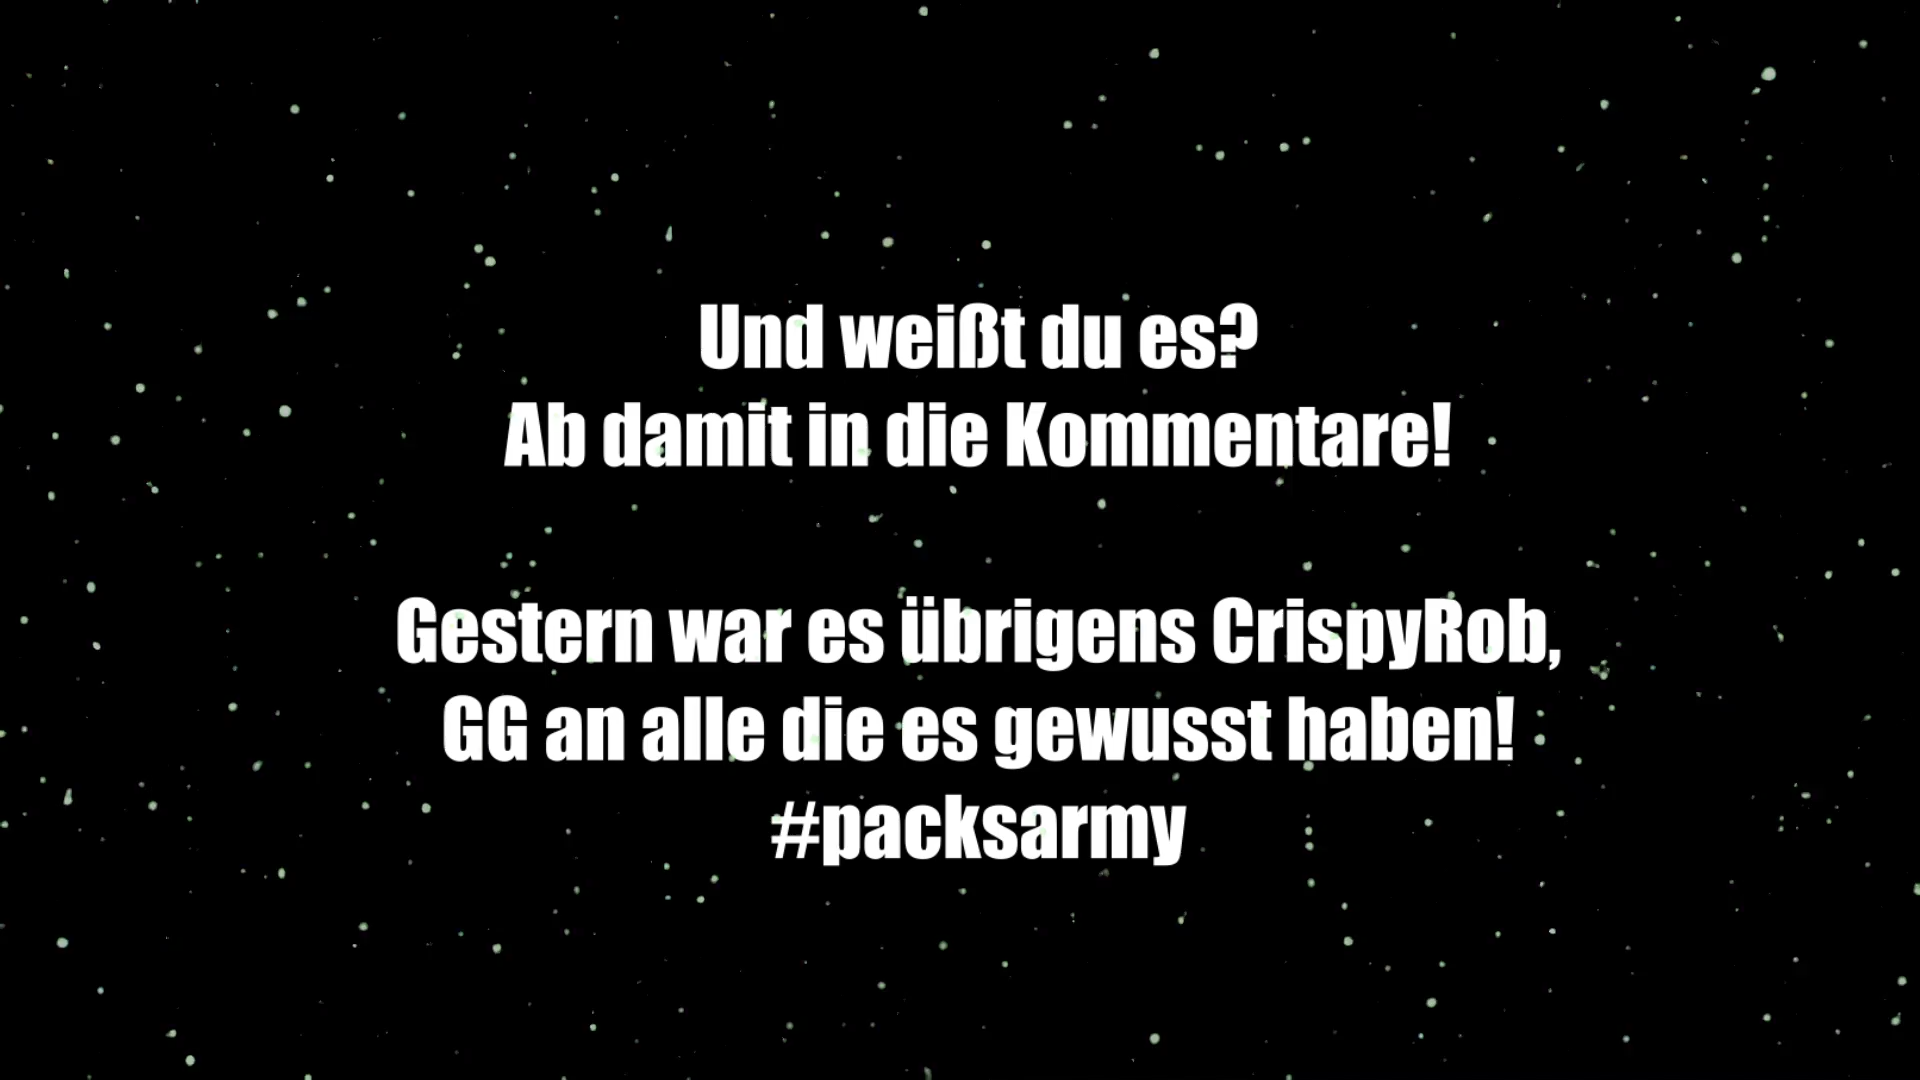 Und weißt du es?
Ab damit in die Kommentare!
Gestern war es übrigens CrispyRob,
GG an alle die es gewusst haben!
#packsarmy